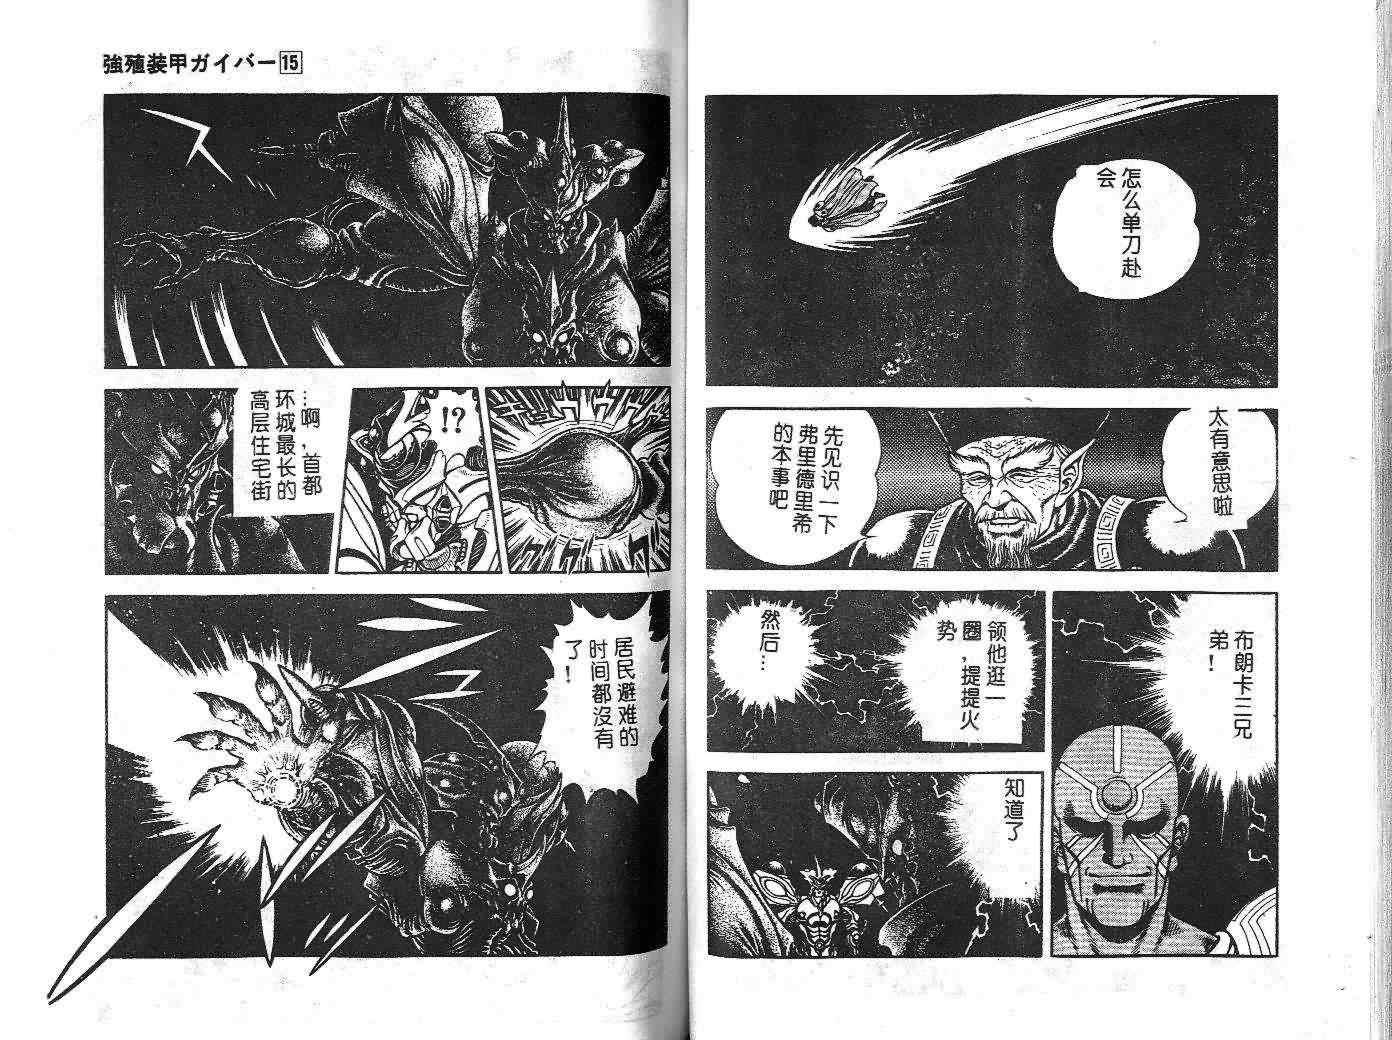 強殖装甲ガイバー15
怎么单刀赴
会
太有意思啦
先见识一下
弗里德里希
的本事吧
布朗卡三兄
弟！
领他逛一
圈，提提火
势
然后…
知道了
!?
…啊，首都
环城最长的
高层住宅街
居民避难的
时间都没有
了！